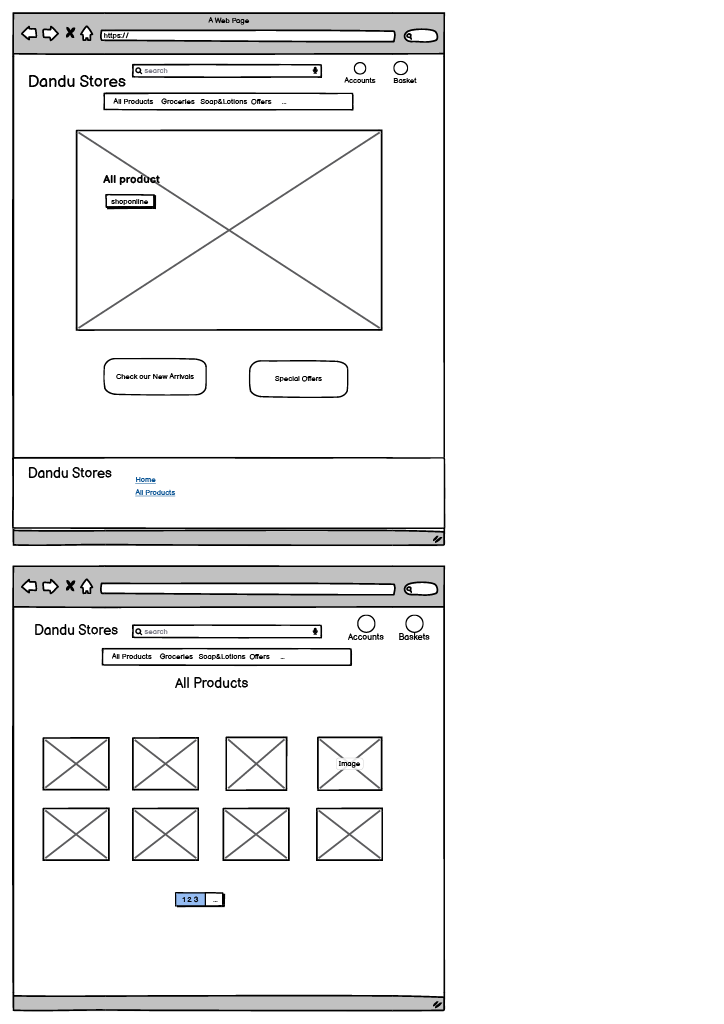 A Web Page
https://
search
Accounts Basket
Dandu Stores
All Products Groceries Soap&Lotions Offers ...
All product
shoponline
Check our New Arrivals Special Offers
Dandu Stores
Home
All Products
Dandu Stores search
Accounts Baskets
All Products Groceries Soap&Lotions Offers ...
All Products
Image
1 2 3 ...